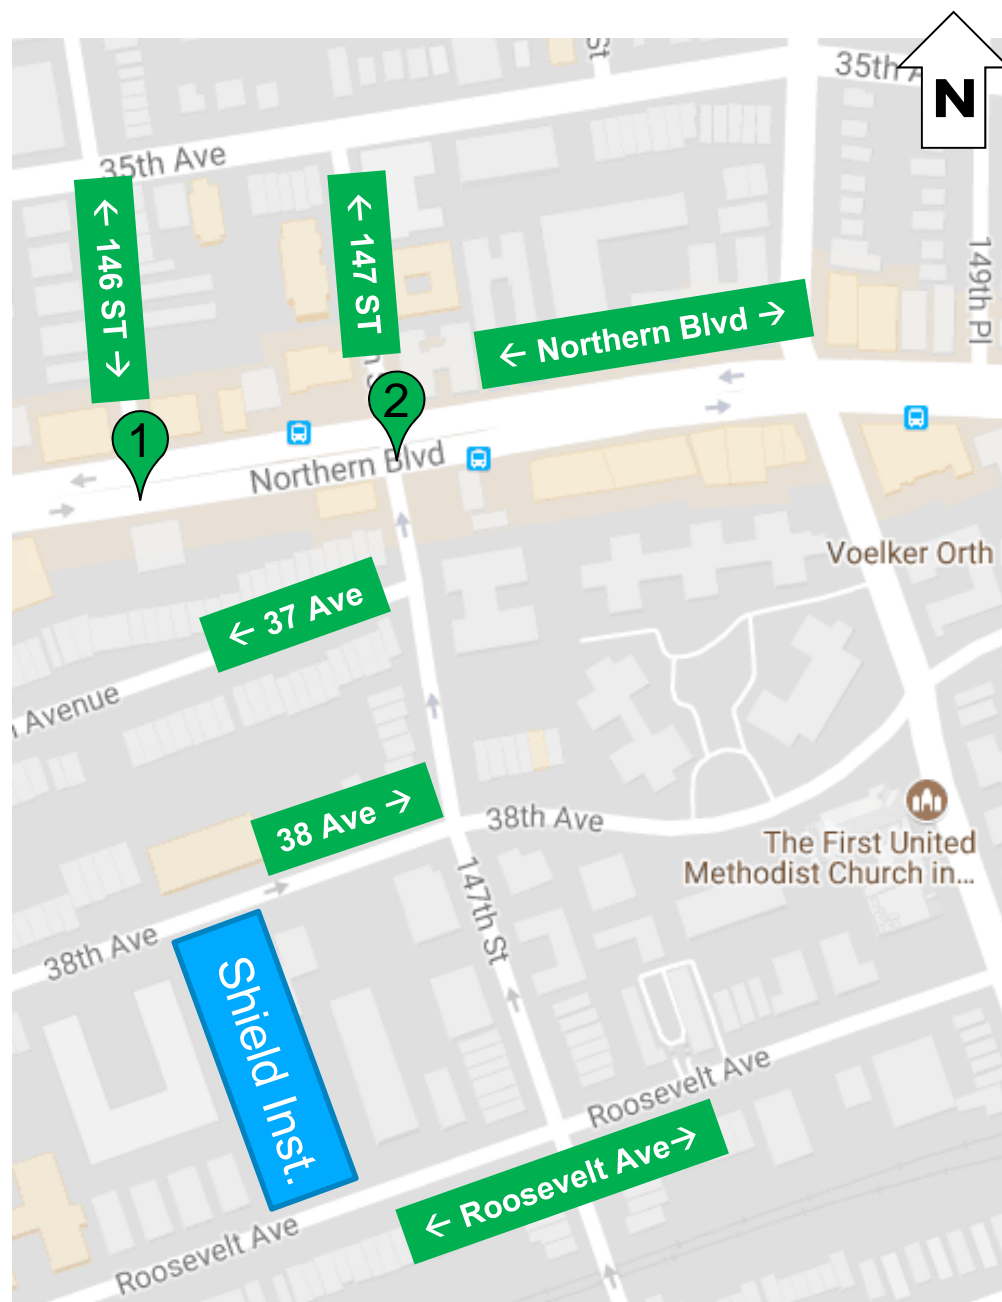 St
35th A
N
35th Ave
← 146 ST →
← 147 ST
149th Pl
← Northern Blvd →
1
2
Northern Blvd
Voelker Orth
← 37 Ave
Avenue
38 Ave →
38th Ave
The First United
Methodist Church in...
147th St
38th Ave
Shield Inst.
Roosevelt Ave
← Roosevelt Ave→
Roosevelt Ave